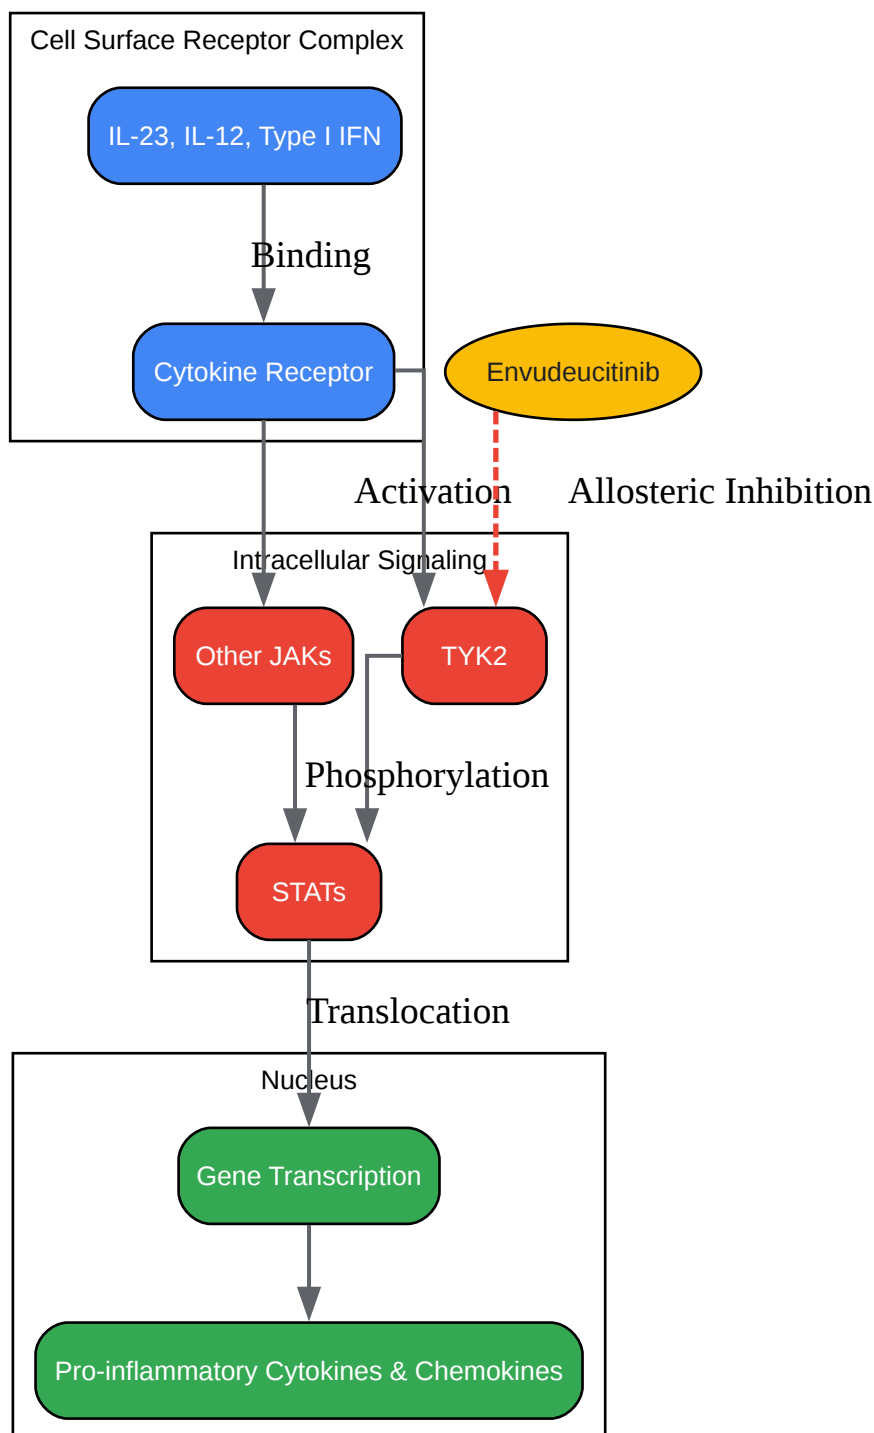 Cell Surface Receptor Complex
IL-23, IL-12, Type I IFN
Binding
Cytokine Receptor
Envudeucitinib
Activation
Allosteric Inhibition
Intracellular Signaling
Other JAKs
TYK2
Phosphorylation
STATs
Translocation
Nucleus
Gene Transcription
Pro-inflammatory Cytokines & Chemokines